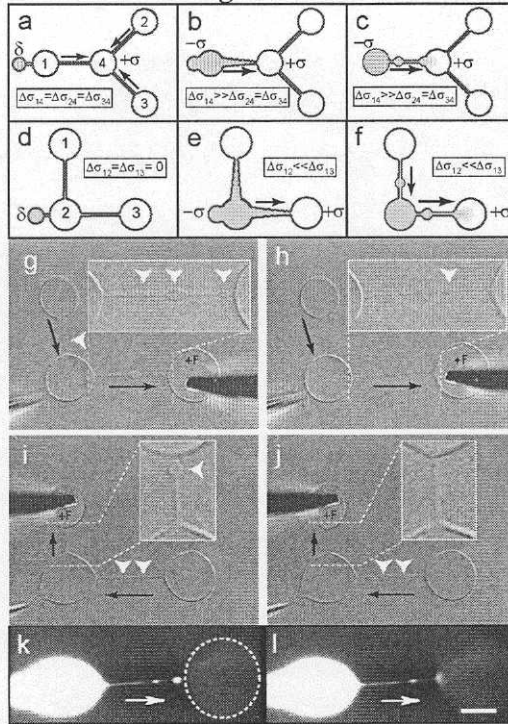 a
δ
1
2
4
+σ
3
Δσ14=Δσ24=Δσ34
b
-σ
+σ
Δσ14>>Δσ24=Δσ34
c
-σ
+σ
Δσ14>>Δσ24=Δσ34
d
1
Δσ12=Δσ13= 0
δ
2
3
e
Δσ12<<Δσ13
-σ
+σ
f
Δσ12<<Δσ13
-σ
+σ
g
+F
h
+F
i
+F
j
+F
k
l